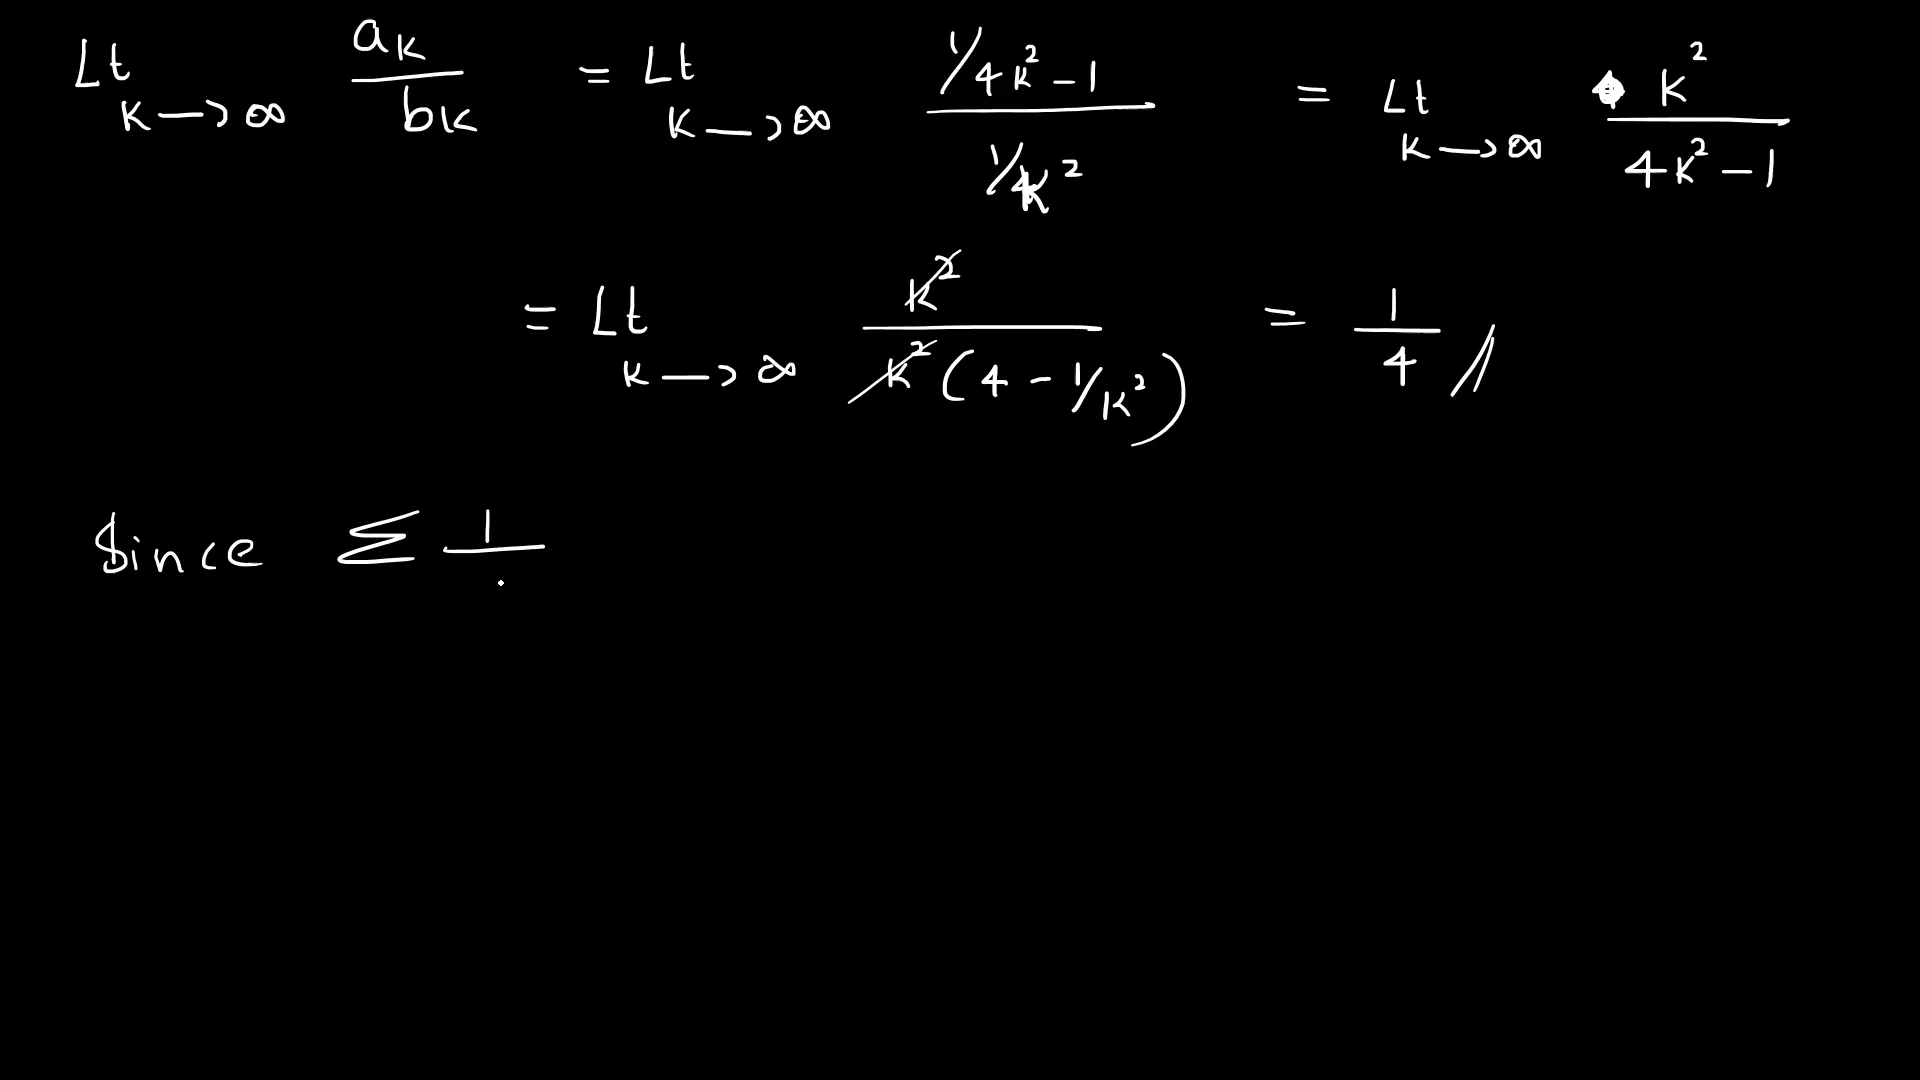 Lt k→∞ ak/bk = Lt k→∞ (1/4k²-1)/(1/k²) = Lt k→∞ k²/(4k²-1)
= Lt k→∞ k²/(k²(4 - 1/k²)) = 1/4 //
Since Σ 1/